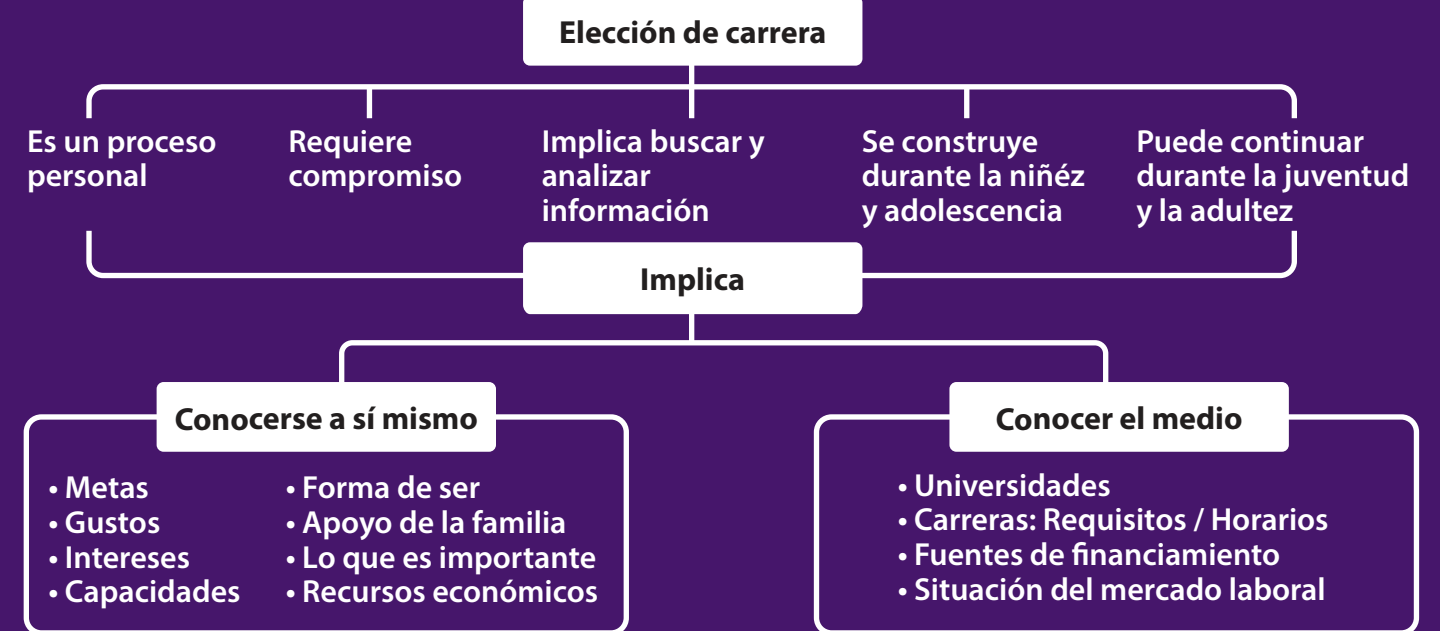 Elección de carrera
Es un proceso
personal
Requiere
compromiso
Implica buscar y
analizar
información
Se construye
durante la niñéz
y adolescencia
Puede continuar
durante la juventud
y la adultez
Implica
Conocerse a sí mismo
• Metas
• Gustos
• Intereses
• Capacidades
• Forma de ser
• Apoyo de la familia
• Lo que es importante
• Recursos económicos
Conocer el medio
• Universidades
• Carreras: Requisitos / Horarios
• Fuentes de financiamiento
• Situación del mercado laboral